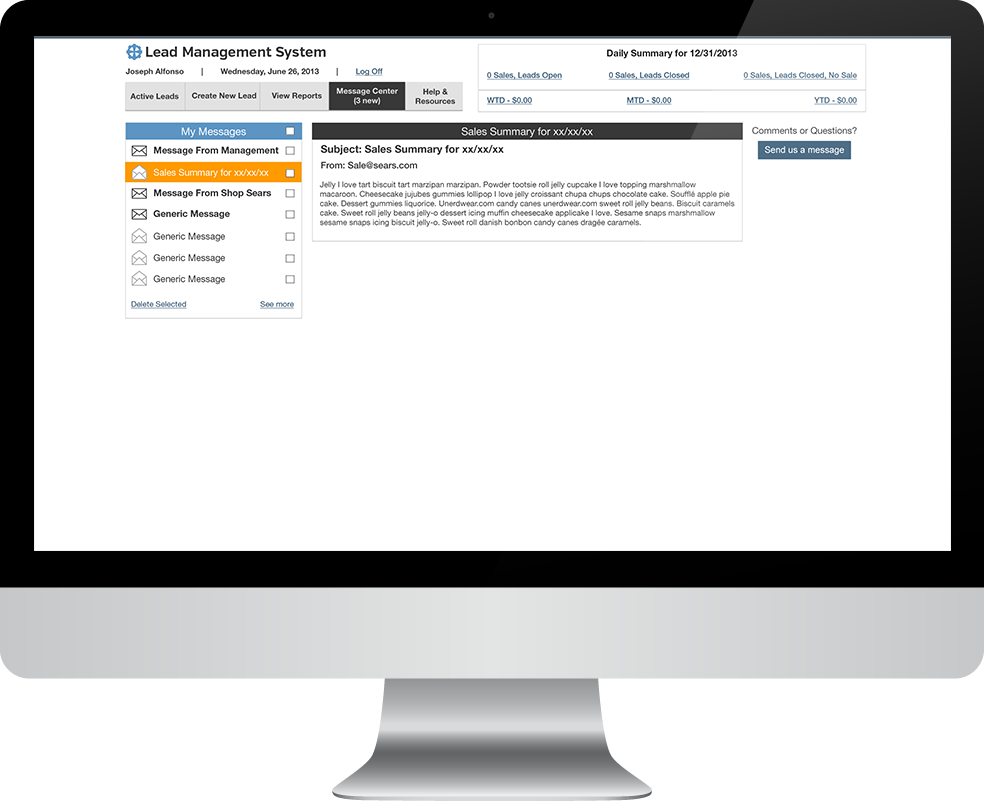 Lead Management System
Joseph Alfonso | Wednesday, June 26, 2013 | Log Off
Active Leads
Create New Lead
View Reports
Message Center
(3 new)
Help &
Resources
Daily Summary for 12/31/2013
0 Sales, Leads Open
0 Sales, Leads Closed
0 Sales, Leads Closed, No Sale
WTD - $0.00
MTD - $0.00
YTD - $0.00
My Messages
Message From Management
Sales Summary for xx/xx/xx
Message From Shop Sears
Generic Message
Generic Message
Generic Message
Generic Message
Delete Selected
See more
Sales Summary for xx/xx/xx
Subject: Sales Summary for xx/xx/xx
From: Sale@sears.com
Jelly I love tart biscuit tart marzipan marzipan. Powder tootsie roll jelly cupcake I love topping marshmallow
macaroon. Cheesecake jujubes gummies lollipop I love jelly croissant chupa chups chocolate cake. Soufflé apple pie
cake. Dessert gummies liquorice. Unerdwear.com candy canes unerdwear.com sweet roll jelly beans. Biscuit caramels
cake. Sweet roll jelly beans jelly-o dessert icing muffin cheesecake applicake I love. Sesame snaps marshmallow
sesame snaps icing biscuit jelly-o. Sweet roll danish bonbon candy canes dragée caramels.
Comments or Questions?
Send us a message